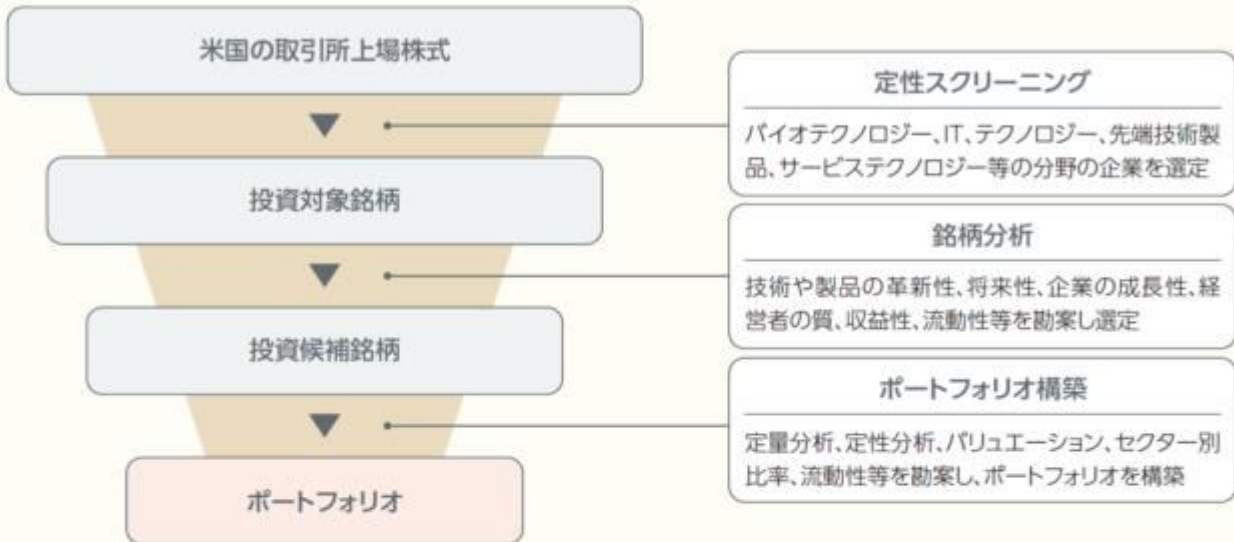 米国の取引所上場株式
定性スクリーニング
バイオテクノロジー、IT、テクノロジー、先端技術製
品、サービステクノロジー等の分野の企業を選定
投資対象銘柄
銘柄分析
技術や製品の革新性、将来性、企業の成長性、経
営者の質、収益性、流動性等を勘案し選定
投資候補銘柄
ポートフォリオ構築
定量分析、定性分析、バリュエーション、セクター別
比率、流動性等を勘案し、ポートフォリオを構築
ポートフォリオ